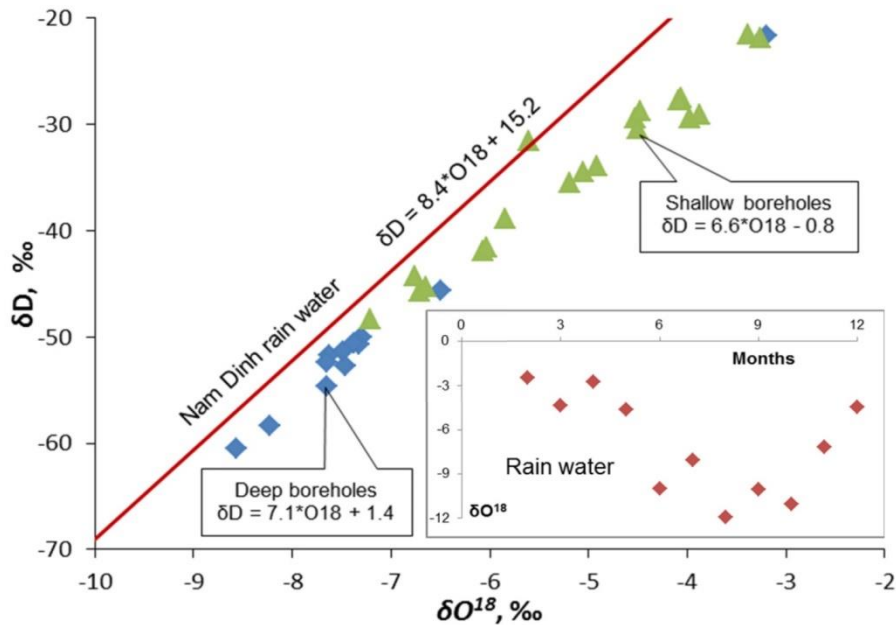 -20
-30
-40
-50
-60
-70
δD, ‰
-10
-9
-8
-7
-6
-5
-4
-3
-2
δO¹⁸, ‰
Nam Dinh rain water
δD = 8.4*O18 + 15.2
Shallow boreholes
δD = 6.6*O18 - 0.8
Deep boreholes
δD = 7.1*O18 + 1.4
0 3 6 9 12
Months
0
-3
-6
-9
-12
Rain water
δO¹⁸